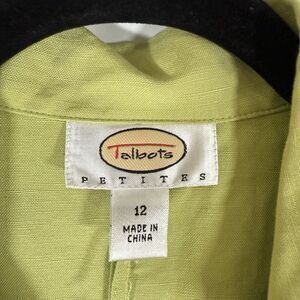 Talbots
PETITES
12
MADE IN
CHINA